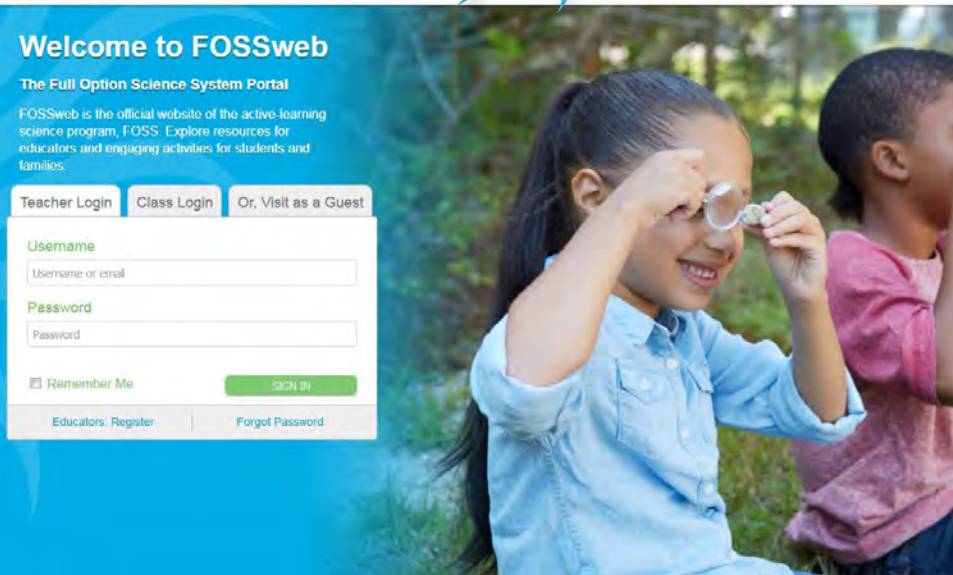 Welcome to FOSSweb
The Full Option Science System Portal
FOSSweb is the official website of the active-learning
science program, FOSS. Explore resources for
educators and engaging activities for students and
families.
Teacher Login
Class Login
Or, Visit as a Guest
Username
Username or email
Password
Password
Remember Me
SIGN IN
Educators: Register
Forgot Password